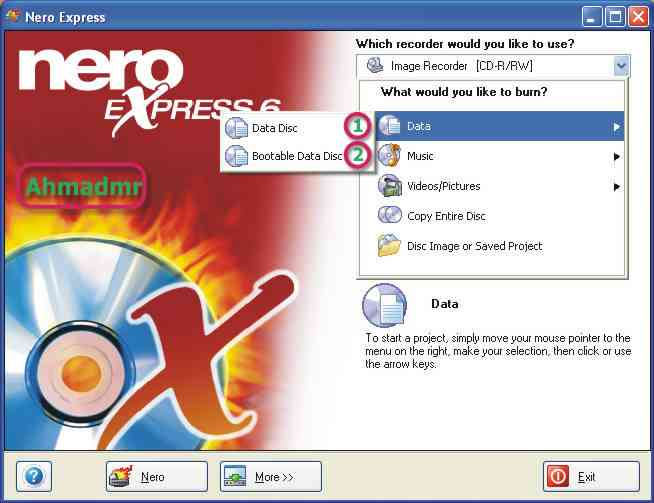 Nero Express
nero
EXPRESS 6
Ahmadmr
Which recorder would you like to use?
Image Recorder [CD-R/RW]
What would you like to burn?
Data Disc 1
Bootable Data Disc 2
Data
Music
Videos/Pictures
Copy Entire Disc
Disc Image or Saved Project
Data
To start a project, simply move your mouse pointer to the
menu on the right, make your selection, then click or use
the arrow keys.
?
Nero
More >>
Exit